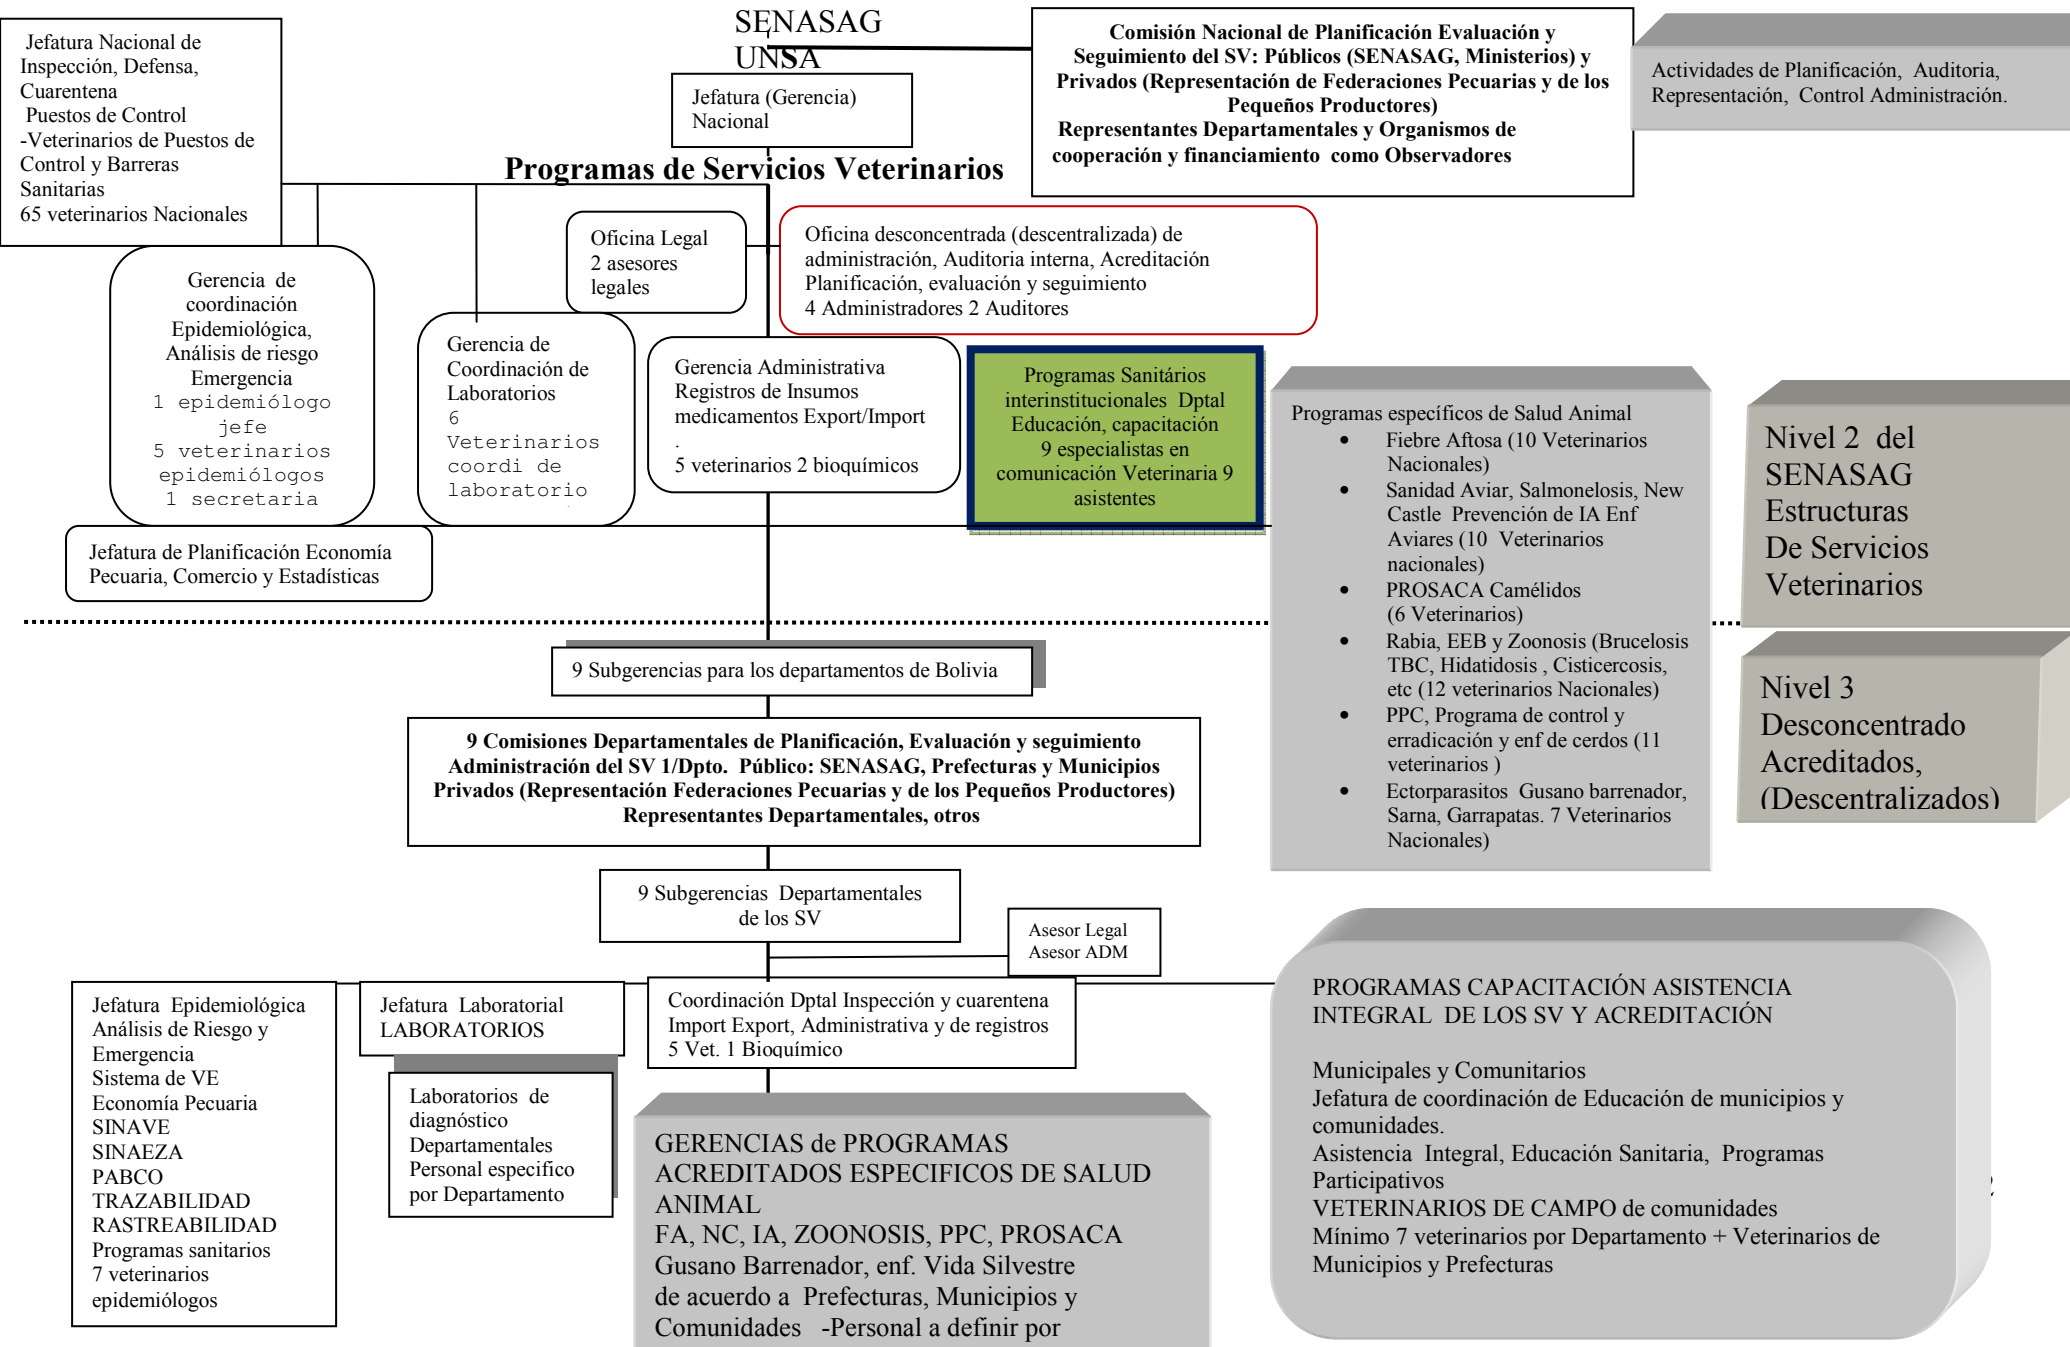 SENASAG
UNSA
Jefatura Nacional de
Inspección, Defensa,
Cuarentena
Puestos de Control
-Veterinarios de Puestos de
Control y Barreras
Sanitarias
65 veterinarios Nacionales
Jefatura (Gerencia)
Nacional
Comisión Nacional de Planificación Evaluación y
Seguimiento del SV: Públicos (SENASAG, Ministerios) y
Privados (Representación de Federaciones Pecuarias y de los
Pequeños Productores)
Representantes Departamentales y Organismos de
cooperación y financiamiento como Observadores
Actividades de Planificación, Auditoria,
Representación, Control Administración.
Programas de Servicios Veterinarios
Oficina Legal
2 asesores
legales
Oficina desconcentrada (descentralizada) de
administración, Auditoria interna, Acreditación
Planificación, evaluación y seguimiento
4 Administradores 2 Auditores
Gerencia de
coordinación
Epidemiológica,
Análisis de riesgo
Emergencia
1 epidemiólogo
jefe
5 veterinarios
epidemiólogos
1 secretaria
Gerencia de
Coordinación de
Laboratorios
6
Veterinarios
coordi de
laboratorio
Gerencia Administrativa
Registros de Insumos
medicamentos Export/Import
.
5 veterinarios 2 bioquímicos
Programas Sanitários
interinstitucionales Dptal
Educación, capacitación
9 especialistas en
comunicación Veterinaria 9
asistentes
Programas específicos de Salud Animal
• Fiebre Aftosa (10 Veterinarios
Nacionales)
• Sanidad Aviar, Salmonelosis, New
Castle Prevención de IA Enf
Aviares (10 Veterinarios
nacionales)
• PROSACA Camélidos
(6 Veterinarios)
• Rabia, EEB y Zoonosis (Brucelosis
TBC, Hidatidosis , Cisticercosis,
etc (12 veterinarios Nacionales)
• PPC, Programa de control y
erradicación y enf de cerdos (11
veterinarios )
• Ectorparasitos Gusano barrenador,
Sarna, Garrapatas. 7 Veterinarios
Nacionales)
Nivel 2 del
SENASAG
Estructuras
De Servicios
Veterinarios
Jefatura de Planificación Economía
Pecuaria, Comercio y Estadísticas
9 Subgerencias para los departamentos de Bolivia
Nivel 3
Desconcentrado
Acreditados,
(Descentralizados)
9 Comisiones Departamentales de Planificación, Evaluación y seguimiento
Administración del SV 1/Dpto. Público: SENASAG, Prefecturas y Municipios
Privados (Representación Federaciones Pecuarias y de los Pequeños Productores)
Representantes Departamentales, otros
9 Subgerencias Departamentales
de los SV
Asesor Legal
Asesor ADM
Jefatura Epidemiológica
Análisis de Riesgo y
Emergencia
Sistema de VE
Economía Pecuaria
SINAVE
SINAEZA
PABCO
TRAZABILIDAD
RASTREABILIDAD
Programas sanitarios
7 veterinarios
epidemiólogos
Jefatura Laboratorial
LABORATORIOS
Laboratorios de
diagnóstico
Departamentales
Personal especifico
por Departamento
Coordinación Dptal Inspección y cuarentena
Import Export, Administrativa y de registros
5 Vet. 1 Bioquímico
GERENCIAS de PROGRAMAS
ACREDITADOS ESPECIFICOS DE SALUD
ANIMAL
FA, NC, IA, ZOONOSIS, PPC, PROSACA
Gusano Barrenador, enf. Vida Silvestre
de acuerdo a Prefecturas, Municipios y
Comunidades -Personal a definir por
PROGRAMAS CAPACITACIÓN ASISTENCIA
INTEGRAL DE LOS SV Y ACREDITACIÓN
Municipales y Comunitarios
Jefatura de coordinación de Educación de municipios y
comunidades.
Asistencia Integral, Educación Sanitaria, Programas
Participativos
VETERINARIOS DE CAMPO de comunidades
Mínimo 7 veterinarios por Departamento + Veterinarios de
Municipios y Prefecturas